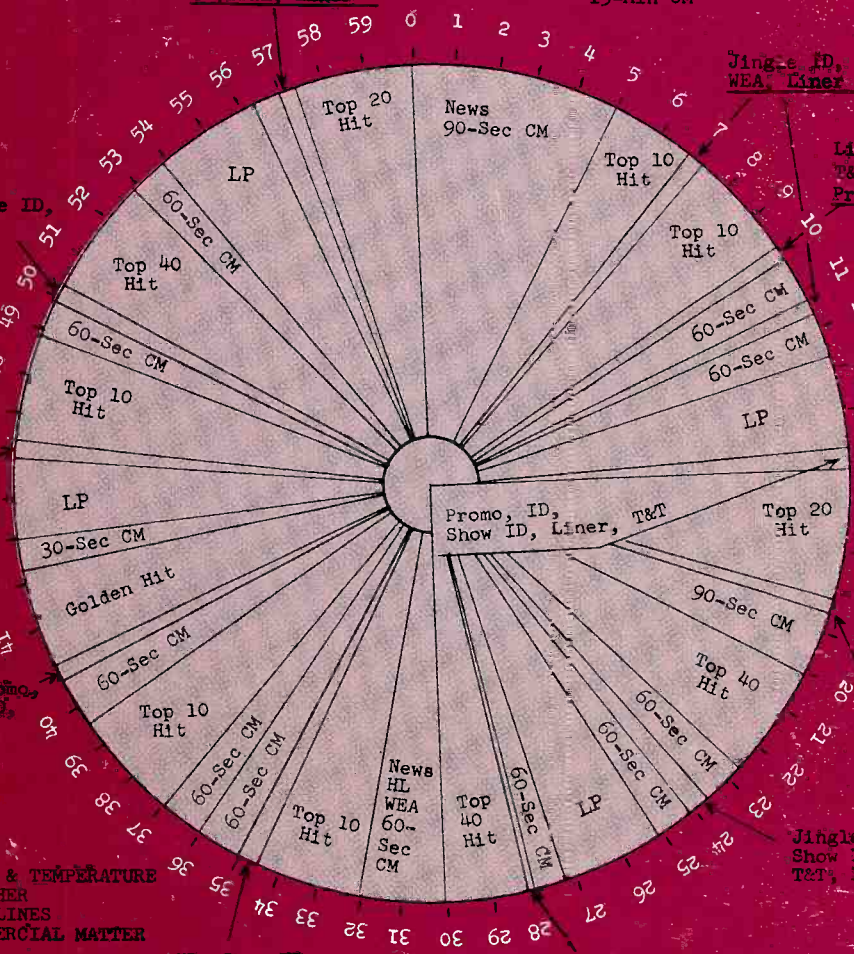 15-Min CM
0
1
2
3
4
5
6
7
8
9
10
11
20
21
22
23
24
25
26
27
28
29
30
31
32
33
34
35
36
37
38
39
40
41
49
50
51
52
53
54
55
56
57
58
59
News
90-Sec CM
Top 10
Hit
Jingle ID,
WEA, Liner
Top 10
Hit
60-Sec CM
60-Sec CM
LP
Promo, ID,
Show ID, Liner, T&T
Top 20
Hit
90-Sec CM
Top 40
Hit
60-Sec CM
Jingle
Show
T&T,
60-Sec CM
LP
60-Sec CM
Top
40
Hit
News
HL
WEA
60-
Sec
CM
Top 10
Hit
60-Sec CM
60-Sec CM
Top 10
Hit
60-Sec CM
Golden Hit
30-Sec CM
LP
Top 10
Hit
60-Sec CM
ID,
Top 40
Hit
60-Sec CM
LP
Top 20
Hit
& TEMPERATURE